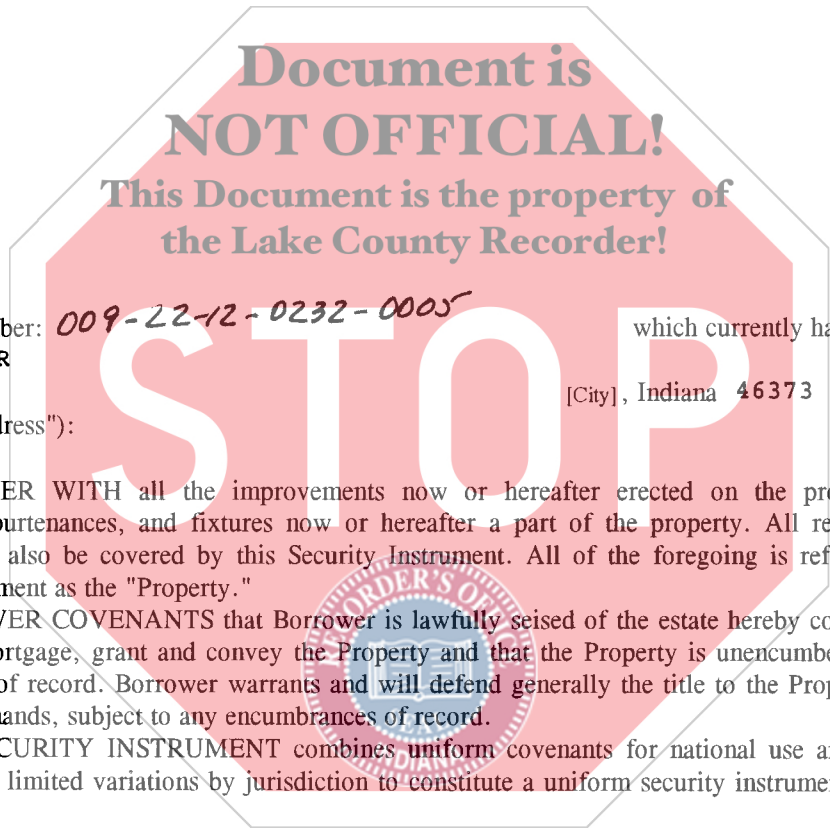 Document is
NOT OFFICIAL!
This Document is the property of
the Lake County Recorder!
STOP
ber: 009-22-12-0232-0005 which currently ha
R
[City], Indiana 46373
dress"):
ER WITH all the improvements now or hereafter erected on the pro
purtenances, and fixtures now or hereafter a part of the property. All re
also be covered by this Security Instrument. All of the foregoing is ref
ment as the "Property."
VER COVENANTS that Borrower is lawfully seised of the estate hereby co
ortgage, grant and convey the Property and that the Property is unencumbe
of record. Borrower warrants and will defend generally the title to the Prop
mands, subject to any encumbrances of record.
CURITY INSTRUMENT combines uniform covenants for national use an
limited variations by jurisdiction to constitute a uniform security instrumen
RECORDER'S OFFICE
INDIANA